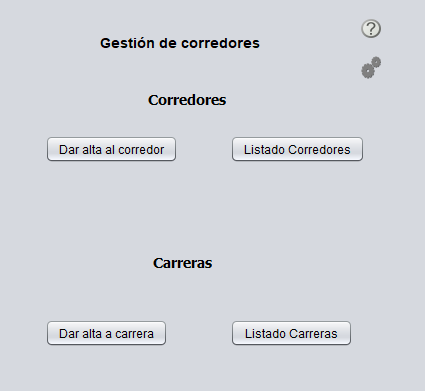 Gestión de corredores
?
Corredores
Dar alta al corredor
Listado Corredores
Carreras
Dar alta a carrera
Listado Carreras